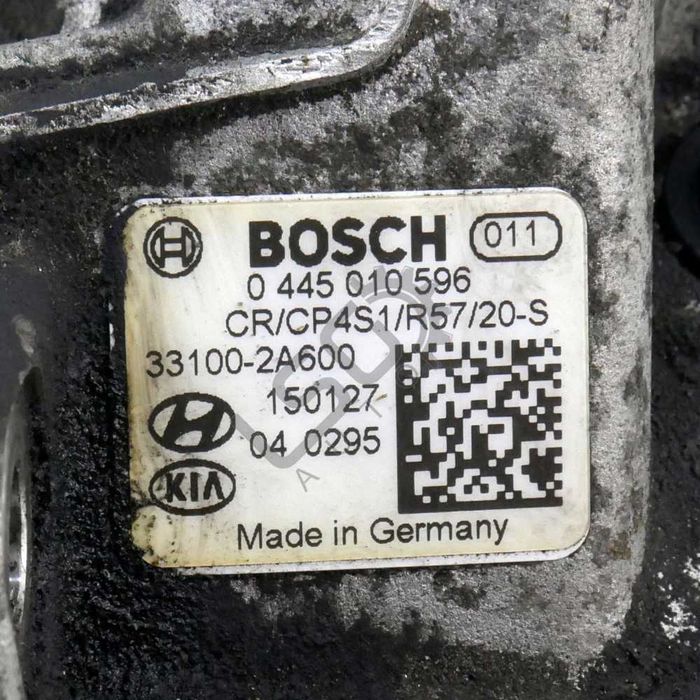 BOSCH 011
0 445 010 596
CR/CP4S1/R57/20-S
33100-2A600
150127
04 0295
KIA
Made in Germany